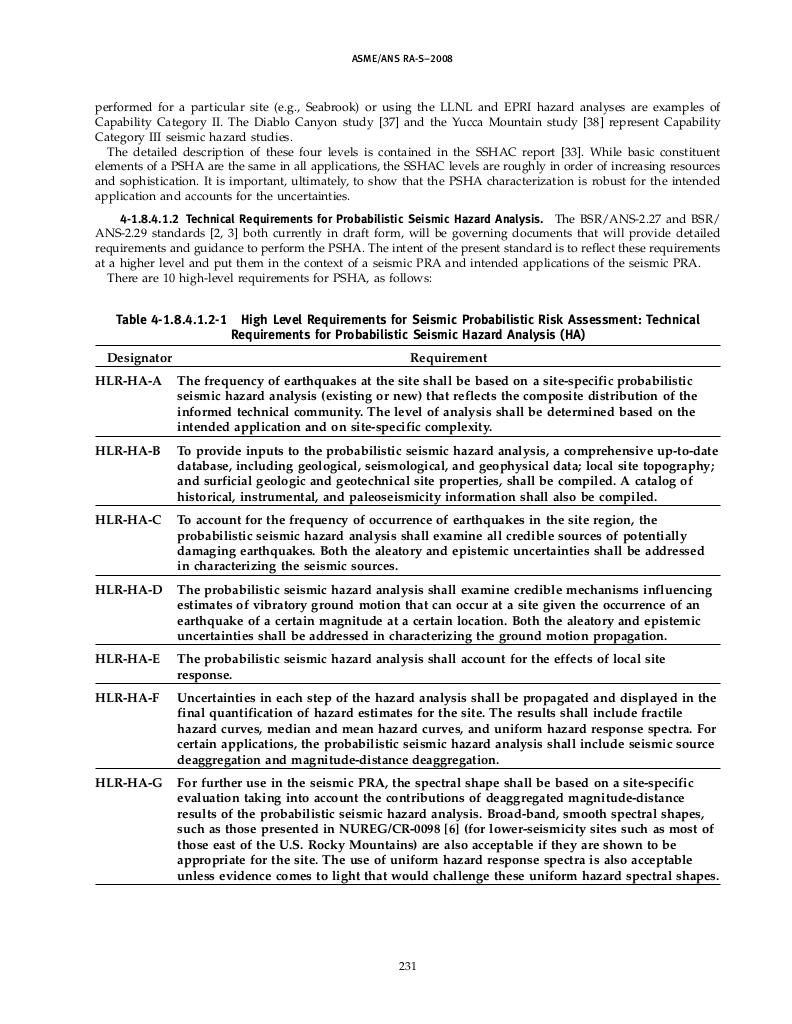 ASME/ANS RA-S–2008
performed for a particular site (e.g., Seabrook) or using the LLNL and EPRI hazard analyses are examples of
Capability Category II. The Diablo Canyon study [37] and the Yucca Mountain study [38] represent Capability
Category III seismic hazard studies.
The detailed description of these four levels is contained in the SSHAC report [33]. While basic constituent
elements of a PSHA are the same in all applications, the SSHAC levels are roughly in order of increasing resources
and sophistication. It is important, ultimately, to show that the PSHA characterization is robust for the intended
application and accounts for the uncertainties.
4-1.8.4.1.2 Technical Requirements for Probabilistic Seismic Hazard Analysis. The BSR/ANS-2.27 and BSR/
ANS-2.29 standards [2, 3] both currently in draft form, will be governing documents that will provide detailed
requirements and guidance to perform the PSHA. The intent of the present standard is to reflect these requirements
at a higher level and put them in the context of a seismic PRA and intended applications of the seismic PRA.
There are 10 high-level requirements for PSHA, as follows:
Table 4-1.8.4.1.2-1 High Level Requirements for Seismic Probabilistic Risk Assessment: Technical
Requirements for Probabilistic Seismic Hazard Analysis (HA)
Designator Requirement
HLR-HA-A The frequency of earthquakes at the site shall be based on a site-specific probabilistic
seismic hazard analysis (existing or new) that reflects the composite distribution of the
informed technical community. The level of analysis shall be determined based on the
intended application and on site-specific complexity.
HLR-HA-B To provide inputs to the probabilistic seismic hazard analysis, a comprehensive up-to-date
database, including geological, seismological, and geophysical data; local site topography;
and surficial geologic and geotechnical site properties, shall be compiled. A catalog of
historical, instrumental, and paleoseismicity information shall also be compiled.
HLR-HA-C To account for the frequency of occurrence of earthquakes in the site region, the
probabilistic seismic hazard analysis shall examine all credible sources of potentially
damaging earthquakes. Both the aleatory and epistemic uncertainties shall be addressed
in characterizing the seismic sources.
HLR-HA-D The probabilistic seismic hazard analysis shall examine credible mechanisms influencing
estimates of vibratory ground motion that can occur at a site given the occurrence of an
earthquake of a certain magnitude at a certain location. Both the aleatory and epistemic
uncertainties shall be addressed in characterizing the ground motion propagation.
HLR-HA-E The probabilistic seismic hazard analysis shall account for the effects of local site
response.
HLR-HA-F Uncertainties in each step of the hazard analysis shall be propagated and displayed in the
final quantification of hazard estimates for the site. The results shall include fractile
hazard curves, median and mean hazard curves, and uniform hazard response spectra. For
certain applications, the probabilistic seismic hazard analysis shall include seismic source
deaggregation and magnitude-distance deaggregation.
HLR-HA-G For further use in the seismic PRA, the spectral shape shall be based on a site-specific
evaluation taking into account the contributions of deaggregated magnitude-distance
results of the probabilistic seismic hazard analysis. Broad-band, smooth spectral shapes,
such as those presented in NUREG/CR-0098 [6] (for lower-seismicity sites such as most of
those east of the U.S. Rocky Mountains) are also acceptable if they are shown to be
appropriate for the site. The use of uniform hazard response spectra is also acceptable
unless evidence comes to light that would challenge these uniform hazard spectral shapes.
231